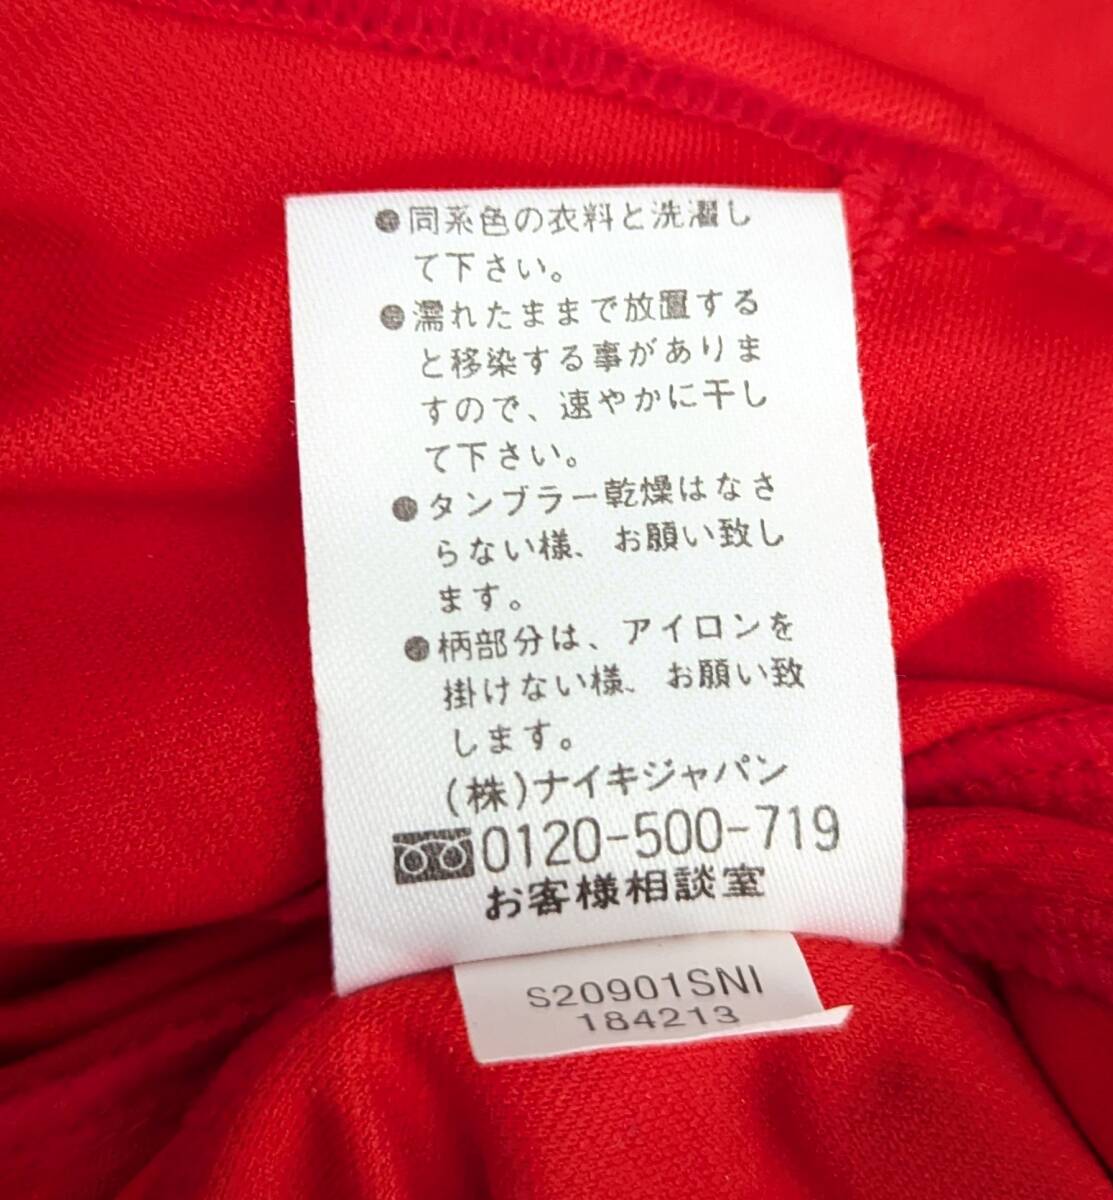 ●同系色の衣料と洗濯し
て下さい。
●濡れたままで放置する
と移染する事がありま
すので、速やかに干し
て下さい。
●タンブラー乾燥はなさ
らない様、お願い致し
ます。
●柄部分は、アイロンを
掛けない様、お願い致
します。
(株)ナイキジャパン
0120-500-719
お客様相談室
S20901SNI
184213